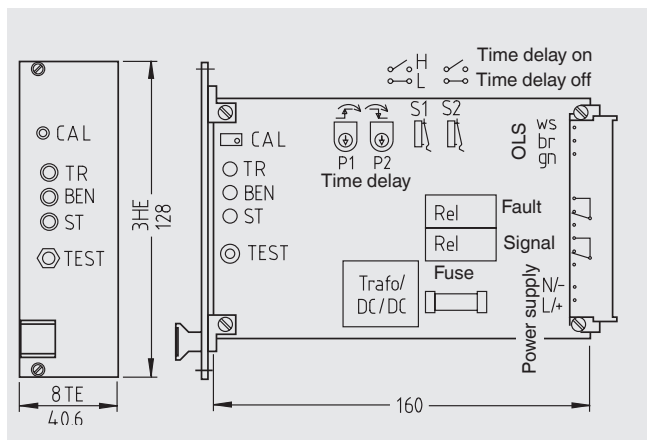 H Time delay on
L Time delay off
S1 S2
P1 P2
Time delay
CAL
TR
BEN
ST
TEST
3HE
128
8 TE
40.6
CAL
TR
BEN
ST
TEST
OLS
ws
br
gn
Rel Fault
Rel Signal
Trafo/
DC/DC
Fuse
Power supply
N/-
L/+
160